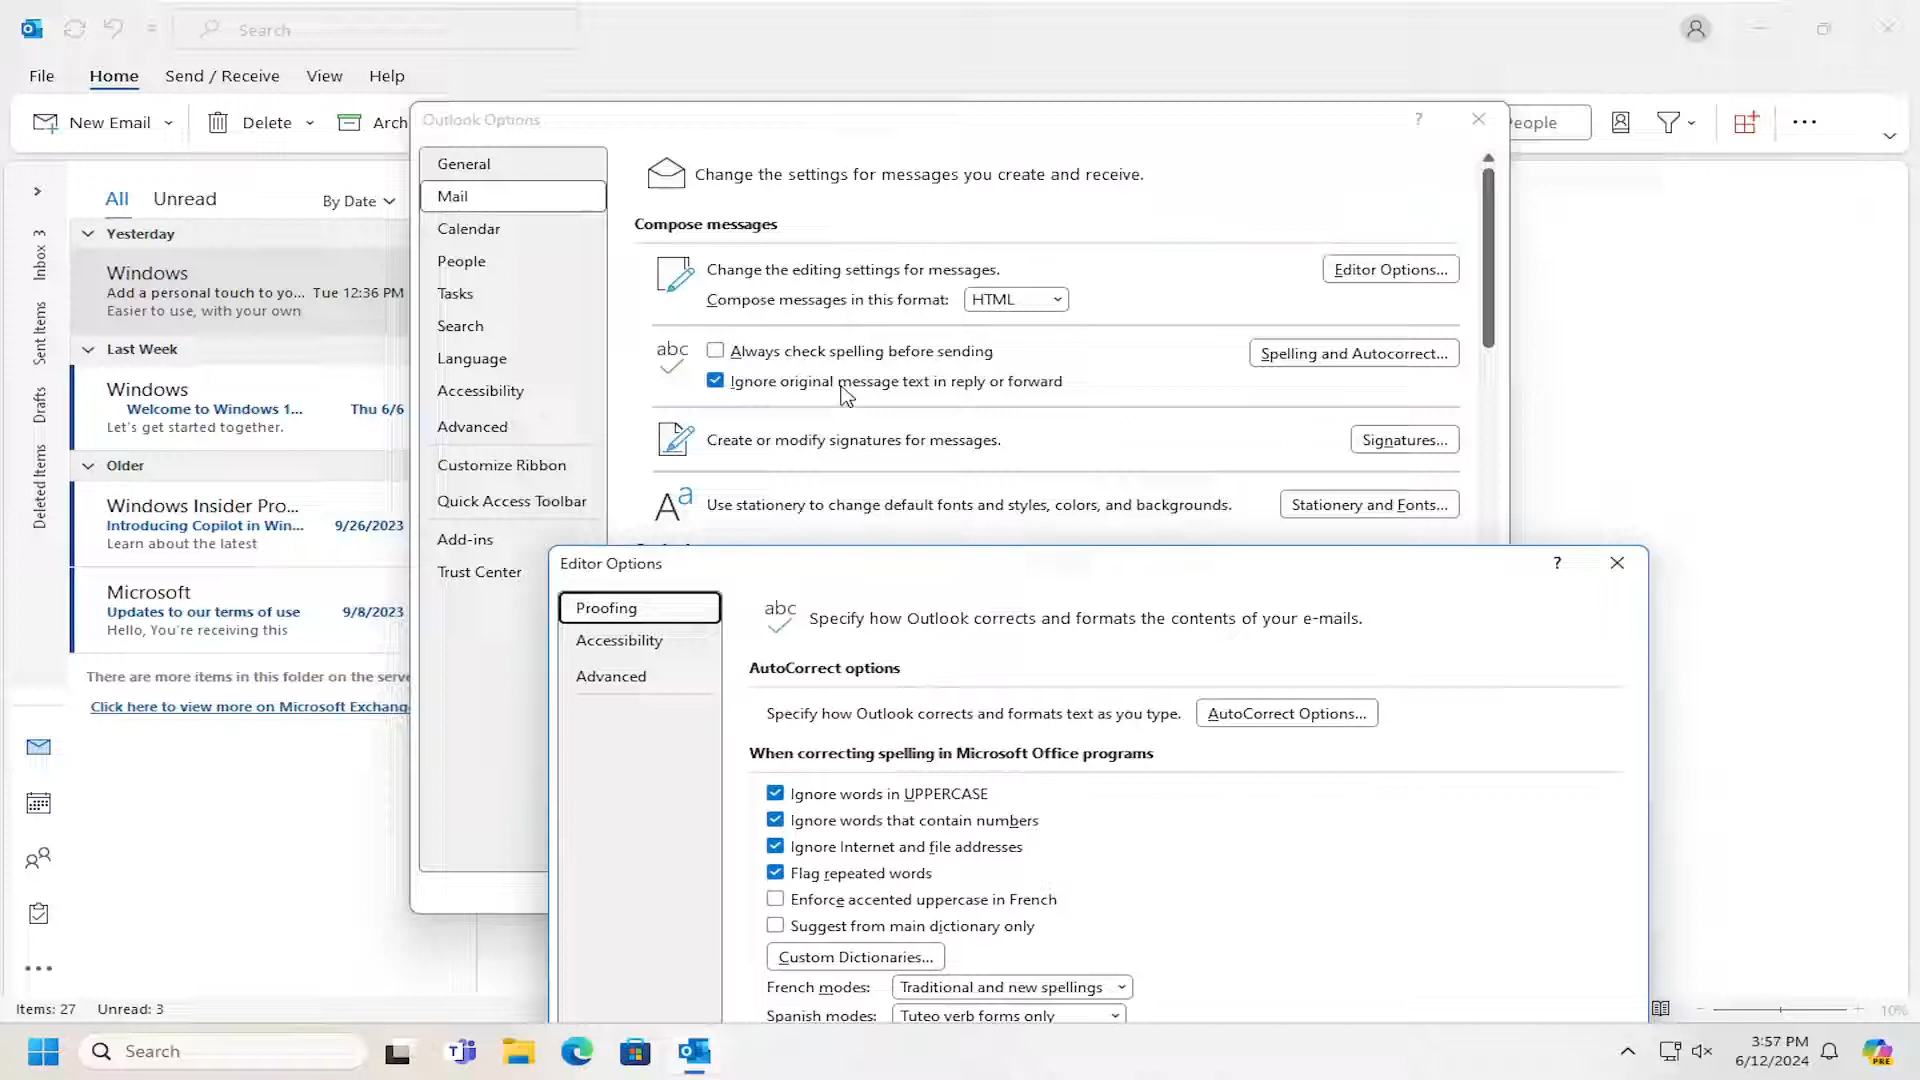 Search
File
Home
Send / Receive
View
Help
New Email
Delete
Arch
eople
Outlook Options
?
All
Unread
By Date
Inbox 3
Sent Items
Drafts
Deleted Items
Yesterday
Windows
Add a personal touch to yo... Tue 12:36 PM
Easier to use, with your own
Last Week
Windows
Welcome to Windows 1... Thu 6/6
Let's get started together.
Older
Windows Insider Pro...
Introducing Copilot in Win... 9/26/2023
Learn about the latest
Microsoft
Updates to our terms of use 9/8/2023
Hello, You're receiving this
There are more items in this folder on the serve
Click here to view more on Microsoft Exchang
General
Mail
Calendar
People
Tasks
Search
Language
Accessibility
Advanced
Customize Ribbon
Quick Access Toolbar
Add-ins
Trust Center
Change the settings for messages you create and receive.
Compose messages
Change the editing settings for messages.
Editor Options...
Compose messages in this format: HTML
abc
Always check spelling before sending
Spelling and Autocorrect...
Ignore original message text in reply or forward
Create or modify signatures for messages.
Signatures...
Aa
Use stationery to change default fonts and styles, colors, and backgrounds.
Stationery and Fonts...
Editor Options
?
Proofing
Accessibility
Advanced
abc
Specify how Outlook corrects and formats the contents of your e-mails.
AutoCorrect options
Specify how Outlook corrects and formats text as you type.
AutoCorrect Options...
When correcting spelling in Microsoft Office programs
Ignore words in UPPERCASE
Ignore words that contain numbers
Ignore Internet and file addresses
Flag repeated words
Enforce accented uppercase in French
Suggest from main dictionary only
Custom Dictionaries...
French modes: Traditional and new spellings
Spanish modes: Tuteo verb forms only
Items: 27 Unread: 3
10%
Search
3:57 PM
6/12/2024
PRE